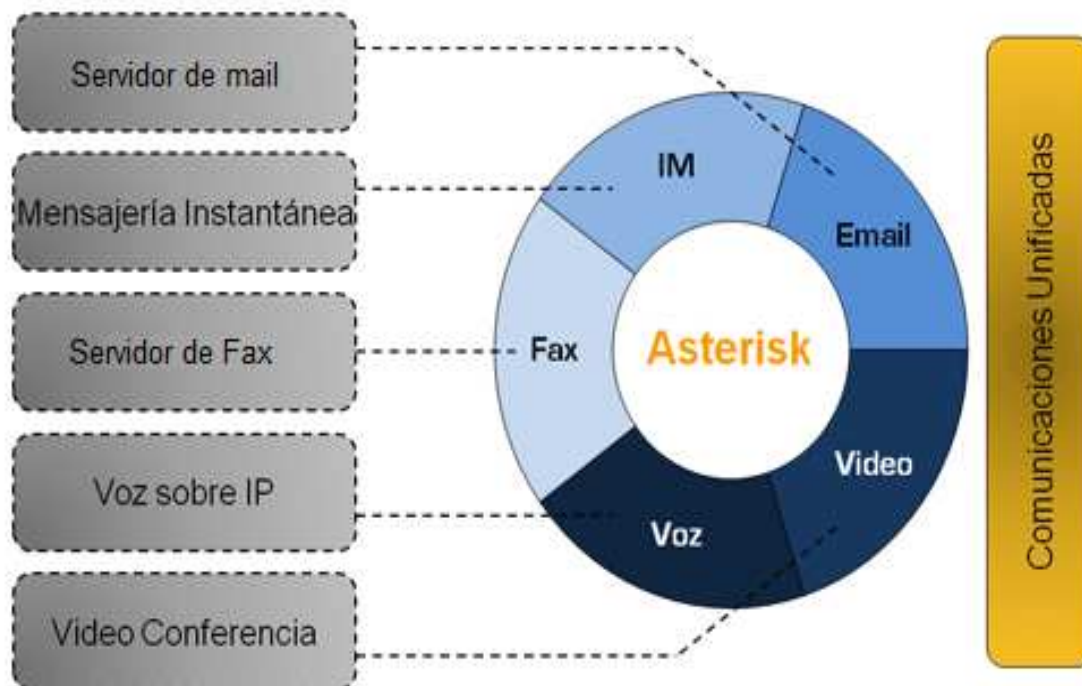 Servidor de mail
Mensajería Instantánea
Servidor de Fax
Voz sobre IP
Video Conferencia
IM
Email
Fax
Asterisk
Video
Voz
Comunicaciones Unificadas